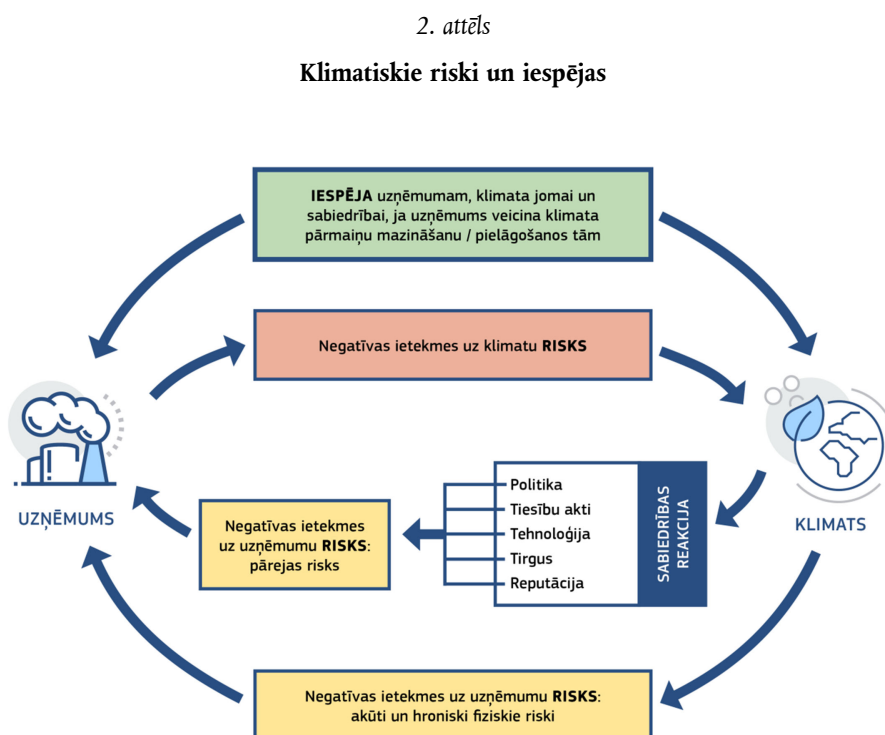 2. attēls
Klimatiskie riski un iespējas
IESPĒJA uzņēmumam, klimata jomai un
sabiedrībai, ja uzņēmums veicina klimata
pārmaiņu mazināšanu / pielāgošanos tām
Negatīvas ietekmes uz klimatu RISKS
UZŅĒMUMS
Negatīvas ietekmes
uz uzņēmumu RISKS:
pārejas risks
Politika
Tiesību akti
Tehnoloģija
Tirgus
Reputācija
SABIEDRĪBAS
REAKCIJA
KLIMATS
Negatīvas ietekmes uz uzņēmumu RISKS:
akūti un hroniski fiziskie riski